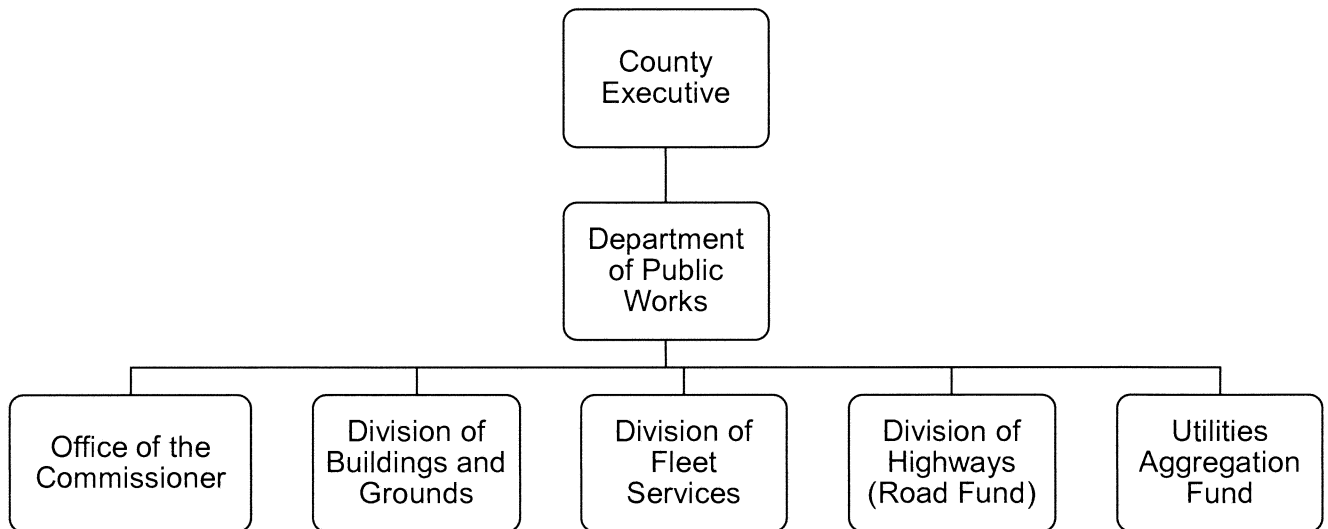 County
Executive
Department
of Public
Works
Office of the
Commissioner
Division of
Buildings and
Grounds
Division of
Fleet
Services
Division of
Highways
(Road Fund)
Utilities
Aggregation
Fund